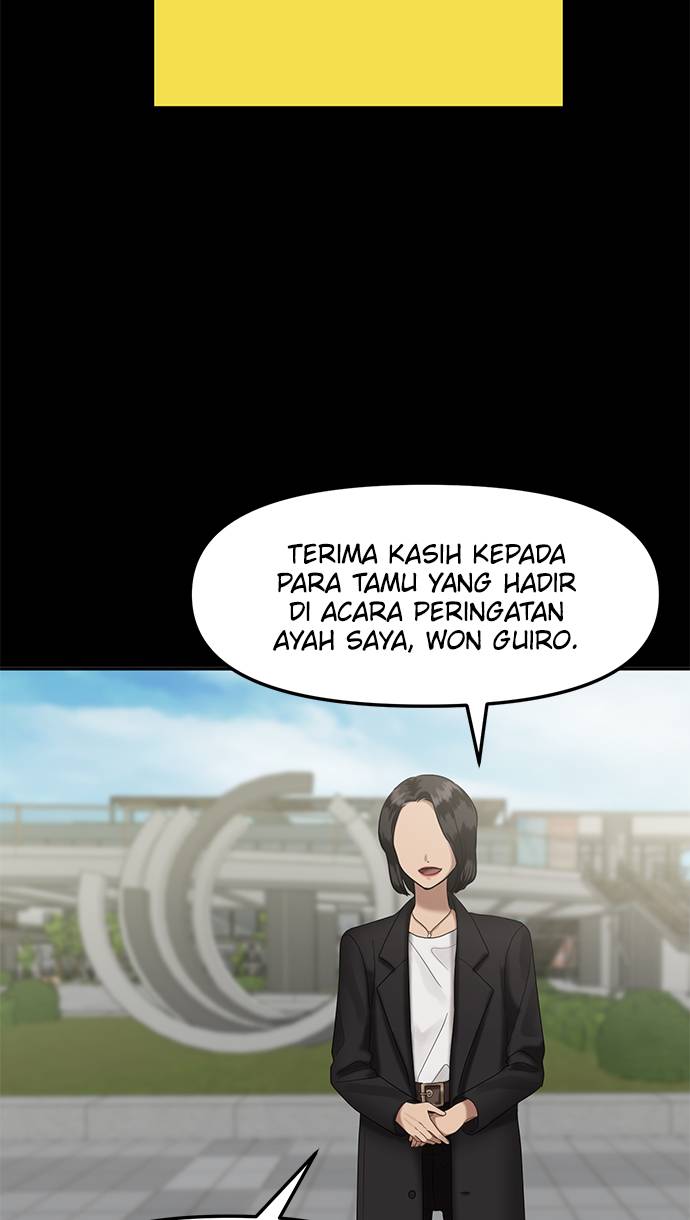 TERIMA KASIH KEPADA
PARA TAMU YANG HADIR
DI ACARA PERINGATAN
AYAH SAYA, WON GUIRO.